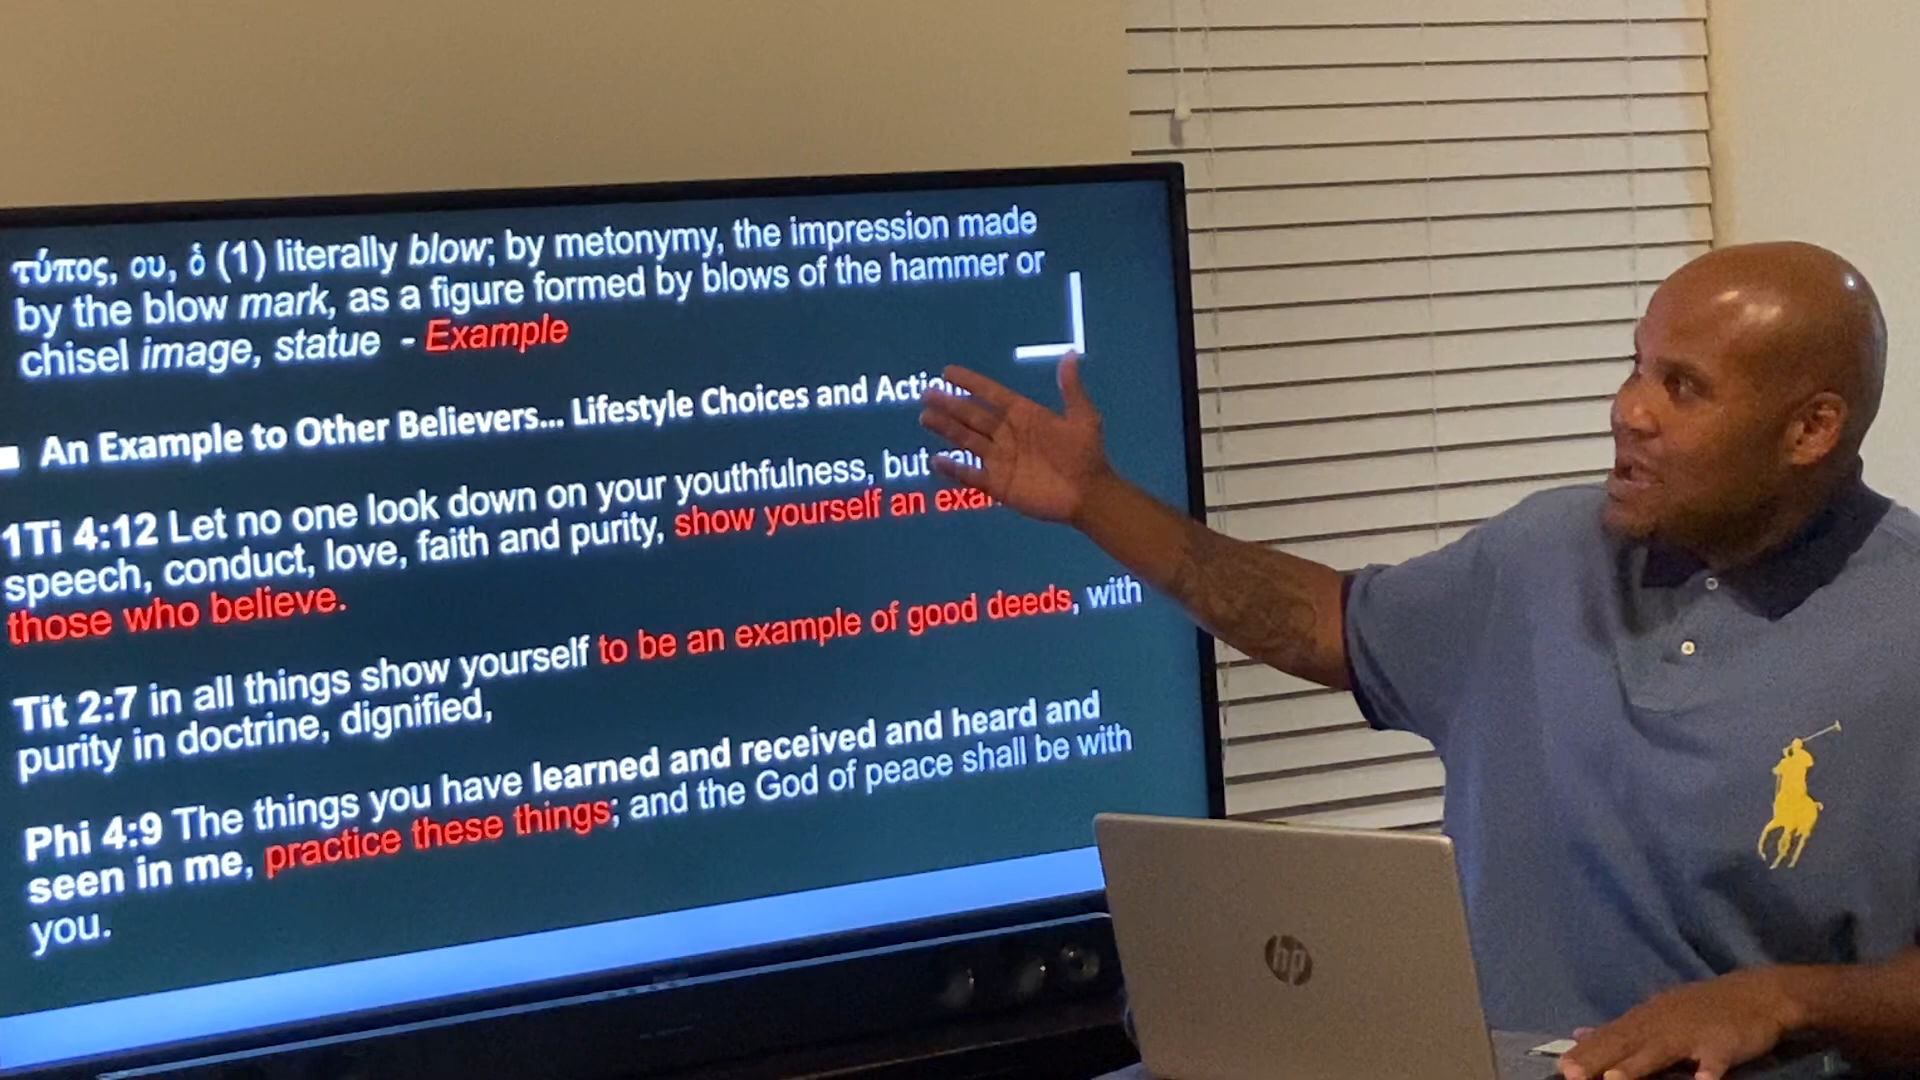 τύπος, ου, ὁ (1) literally blow; by metonymy, the impression made
by the blow mark, as a figure formed by blows of the hammer or
chisel image, statue - Example
An Example to Other Believers... Lifestyle Choices and
1Ti 4:12 Let no one look down on your youthfulness, but
speech, conduct, love, faith and purity, show yourself an
those who believe.
Tit 2:7 in all things show yourself to be an example of good deeds, with
purity in doctrine, dignified,
Phi 4:9 The things you have learned and received and heard and
seen in me, practice these things; and the God of peace shall be with
you.
hp